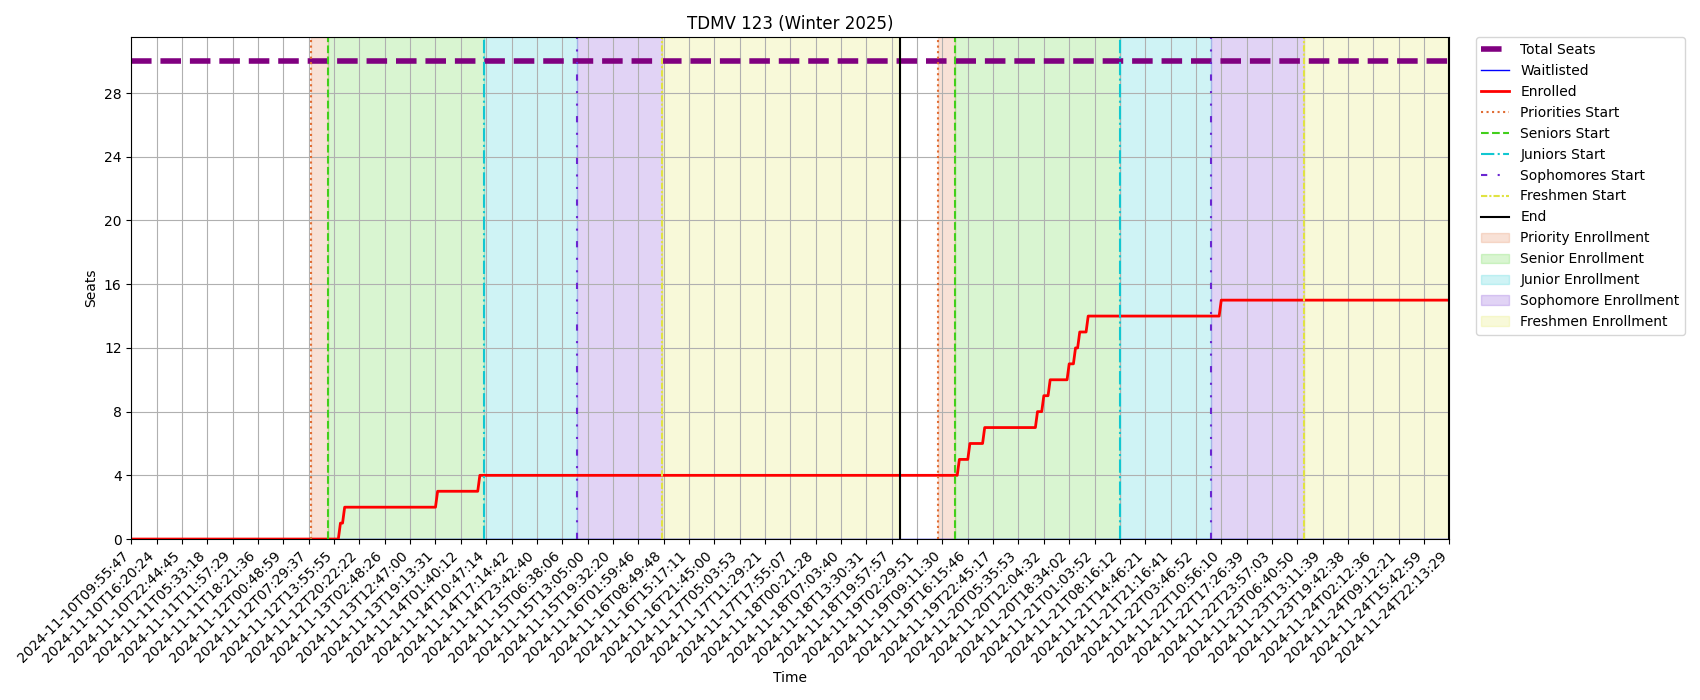 TDMV 123 (Winter 2025)
Seats
28
24
20
16
12
8
4
0
2024-11-10T09:55:47
2024-11-10T16:20:24
2024-11-10T22:44:45
2024-11-11T05:33:18
2024-11-11T11:57:29
2024-11-11T18:21:36
2024-11-12T00:48:59
2024-11-12T07:29:37
2024-11-12T13:55:55
2024-11-12T20:22:22
2024-11-13T02:48:26
2024-11-13T12:47:00
2024-11-13T19:13:31
2024-11-14T01:40:12
2024-11-14T10:47:14
2024-11-14T17:14:42
2024-11-14T23:42:40
2024-11-15T06:38:06
2024-11-15T13:05:00
2024-11-15T19:32:20
2024-11-16T01:59:46
2024-11-16T08:49:48
2024-11-16T15:17:11
2024-11-16T21:45:00
2024-11-17T05:03:53
2024-11-17T11:29:21
2024-11-17T17:55:07
2024-11-18T00:21:28
2024-11-18T07:03:40
2024-11-18T13:30:31
2024-11-18T19:57:57
2024-11-19T02:29:51
2024-11-19T09:11:30
2024-11-19T16:15:46
2024-11-19T22:45:17
2024-11-20T05:35:53
2024-11-20T12:04:32
2024-11-20T18:34:02
2024-11-21T01:03:52
2024-11-21T08:16:12
2024-11-21T14:46:21
2024-11-21T21:16:41
2024-11-22T03:46:52
2024-11-22T10:56:10
2024-11-22T17:26:39
2024-11-22T23:57:03
2024-11-23T06:40:50
2024-11-23T13:11:39
2024-11-23T19:42:38
2024-11-24T02:12:36
2024-11-24T09:12:21
2024-11-24T15:42:59
2024-11-24T22:13:29
Time
Total Seats
Waitlisted
Enrolled
Priorities Start
Seniors Start
Juniors Start
Sophomores Start
Freshmen Start
End
Priority Enrollment
Senior Enrollment
Junior Enrollment
Sophomore Enrollment
Freshmen Enrollment